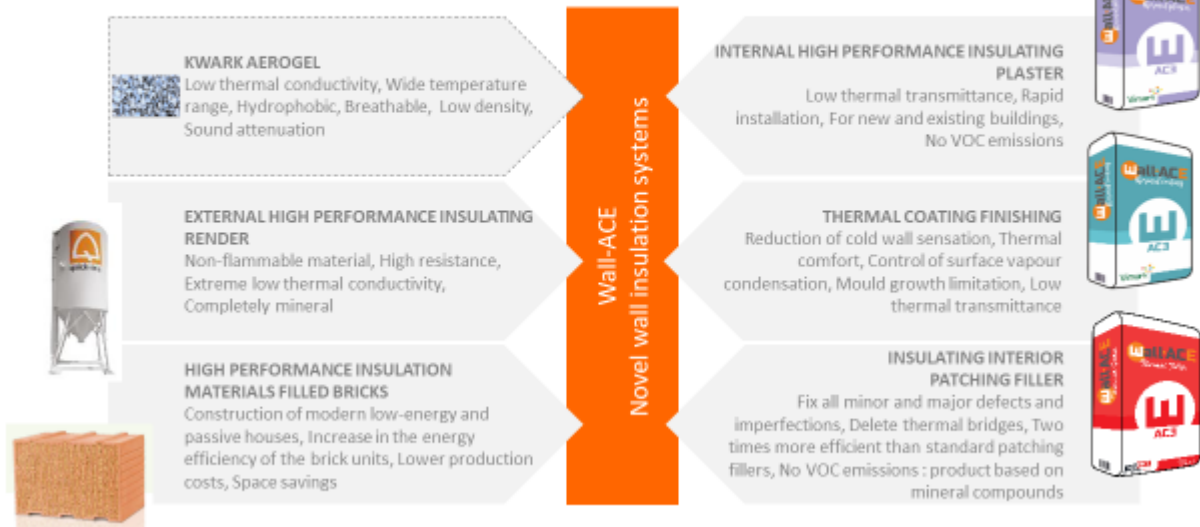 KWARK AEROGEL
Low thermal conductivity, Wide temperature
range, Hydrophobic, Breathable, Low density,
Sound attenuation
EXTERNAL HIGH PERFORMANCE INSULATING
RENDER
Non-flammable material, High resistance,
Extreme low thermal conductivity,
Completely mineral
HIGH PERFORMANCE INSULATION
MATERIALS FILLED BRICKS
Construction of modern low-energy and
passive houses, Increase in the energy
efficiency of the brick units, Lower production
costs, Space savings
Wall-ACE
Novel wall insulation systems
INTERNAL HIGH PERFORMANCE INSULATING
PLASTER
Low thermal transmittance, Rapid
installation, For new and existing buildings,
No VOC emissions
THERMAL COATING FINISHING
Reduction of cold wall sensation, Thermal
comfort, Control of surface vapour
condensation, Mould growth limitation, Low
thermal transmittance
INSULATING INTERIOR
PATCHING FILLER
Fix all minor and major defects and
imperfections, Delete thermal bridges, Two
times more efficient than standard patching
fillers, No VOC emissions : product based on
mineral compounds
E
AC3
WallACE
WallACE
E
AC3
WallACE
WallACE
E
AC3